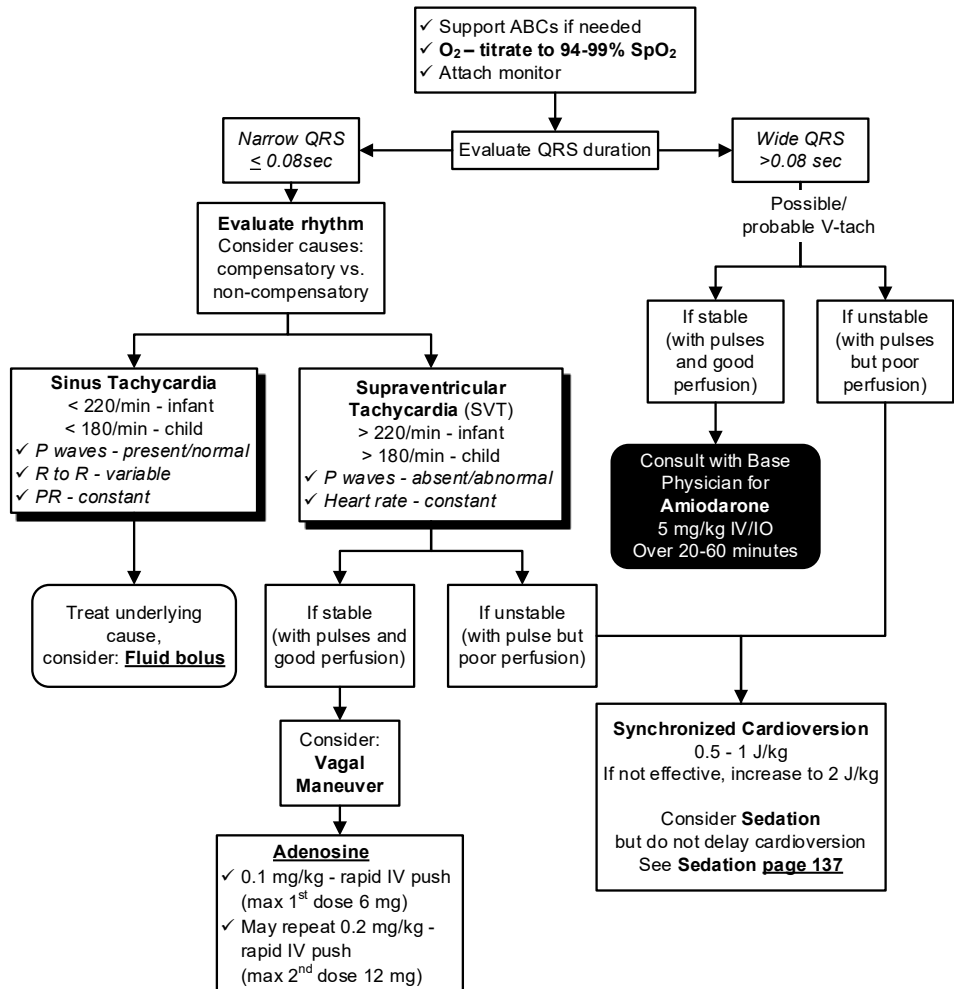 ✓ Support ABCs if needed
✓ O₂ – titrate to 94-99% SpO₂
✓ Attach monitor
Narrow QRS
≤ 0.08sec
Evaluate QRS duration
Wide QRS
>0.08 sec
Evaluate rhythm
Consider causes:
compensatory vs.
non-compensatory
Possible/
probable V-tach
If stable
(with pulses
and good
perfusion)
If unstable
(with pulses
but poor
perfusion)
Sinus Tachycardia
< 220/min - infant
< 180/min - child
✓ P waves - present/normal
✓ R to R - variable
✓ PR - constant
Supraventricular
Tachycardia (SVT)
> 220/min - infant
> 180/min - child
✓ P waves - absent/abnormal
✓ Heart rate - constant
Consult with Base
Physician for
Amiodarone
5 mg/kg IV/IO
Over 20-60 minutes
Treat underlying
cause,
consider: Fluid bolus
If stable
(with pulses and
good perfusion)
If unstable
(with pulse but
poor perfusion)
Consider:
Vagal
Maneuver
Synchronized Cardioversion
0.5 - 1 J/kg
If not effective, increase to 2 J/kg
Consider Sedation
but do not delay cardioversion
See Sedation page 137
Adenosine
✓ 0.1 mg/kg - rapid IV push
(max 1st dose 6 mg)
✓ May repeat 0.2 mg/kg -
rapid IV push
(max 2nd dose 12 mg)